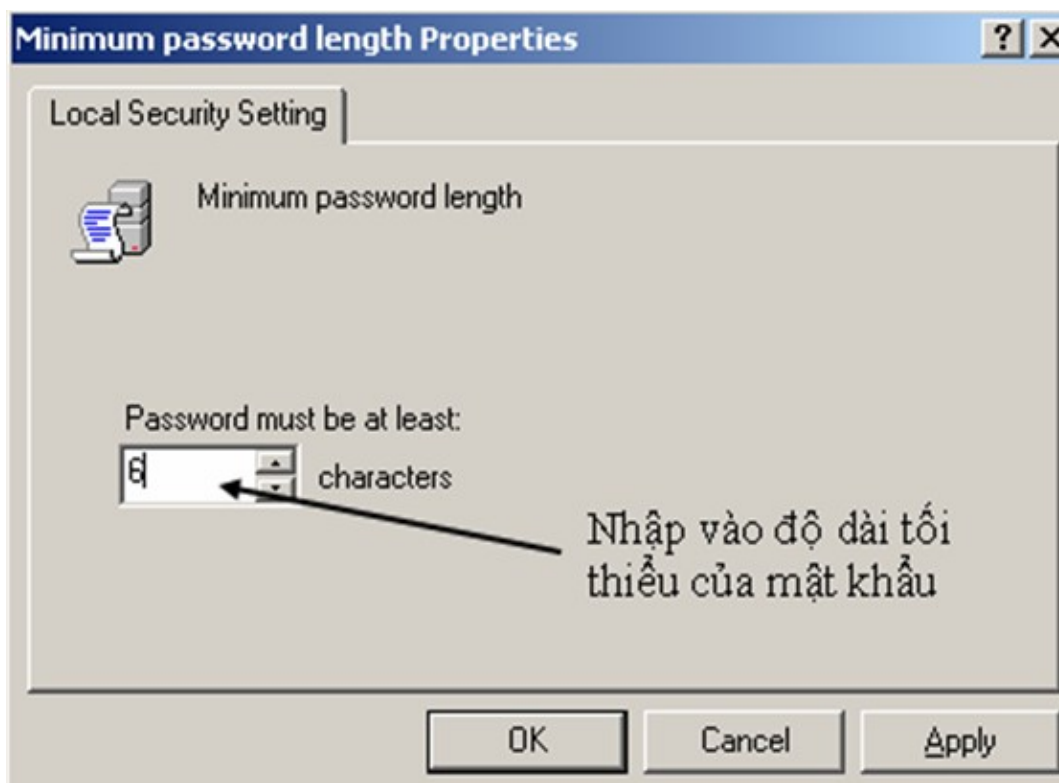 Minimum password length Properties
Local Security Setting
Minimum password length
Password must be at least:
6
characters
Nhập vào độ dài tối
thiểu của mật khẩu
OK
Cancel
Apply